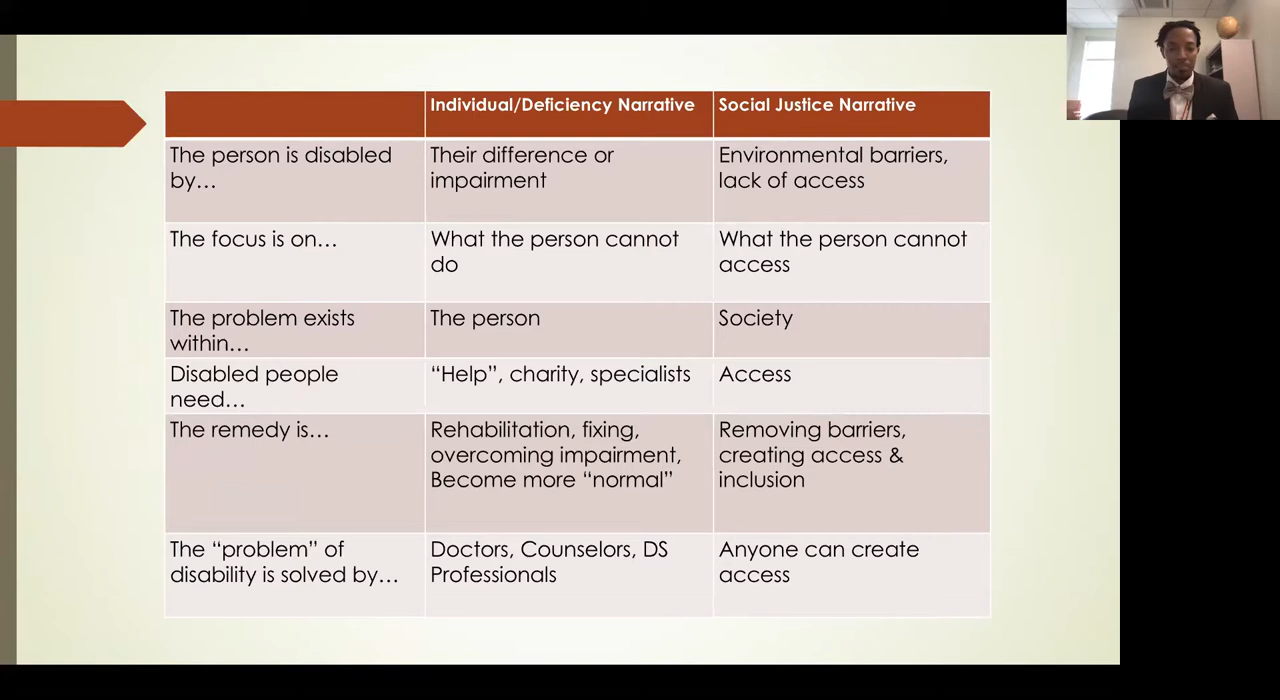 Individual/Deficiency Narrative
Social Justice Narrative
The person is disabled
by…
Their difference or
impairment
Environmental barriers,
lack of access
The focus is on…
What the person cannot
do
What the person cannot
access
The problem exists
within…
The person
Society
Disabled people
need…
“Help”, charity, specialists
Access
The remedy is…
Rehabilitation, fixing,
overcoming impairment,
Become more “normal”
Removing barriers,
creating access &
inclusion
The “problem” of
disability is solved by…
Doctors, Counselors, DS
Professionals
Anyone can create
access